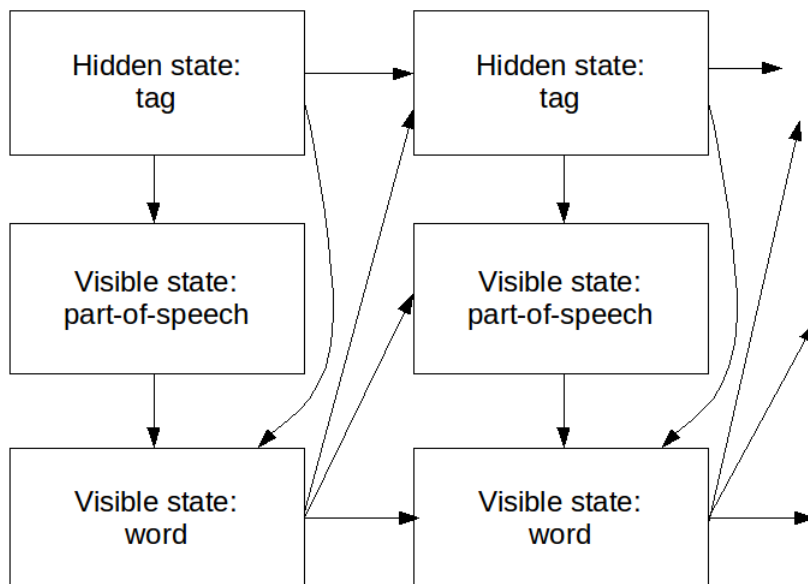 Hidden state:
tag
Hidden state:
tag
Visible state:
part-of-speech
Visible state:
part-of-speech
Visible state:
word
Visible state:
word